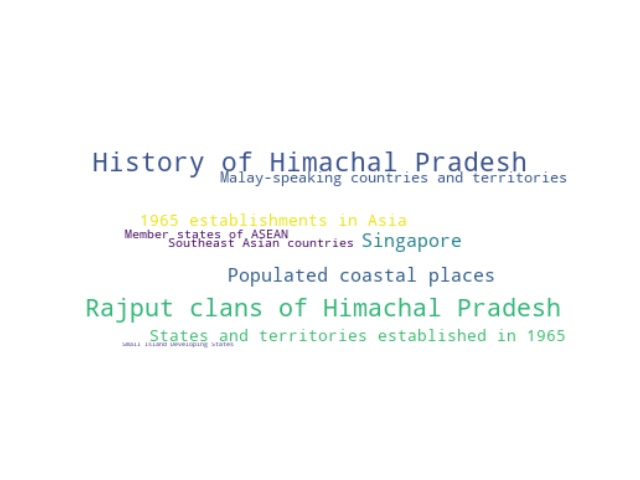 History of Himachal Pradesh
Malay-speaking countries and territories
1965 establishments in Asia
Member states of ASEAN
Southeast Asian countries
Singapore
Populated coastal places
Rajput clans of Himachal Pradesh
States and territories established in 1965
Small Island Developing States